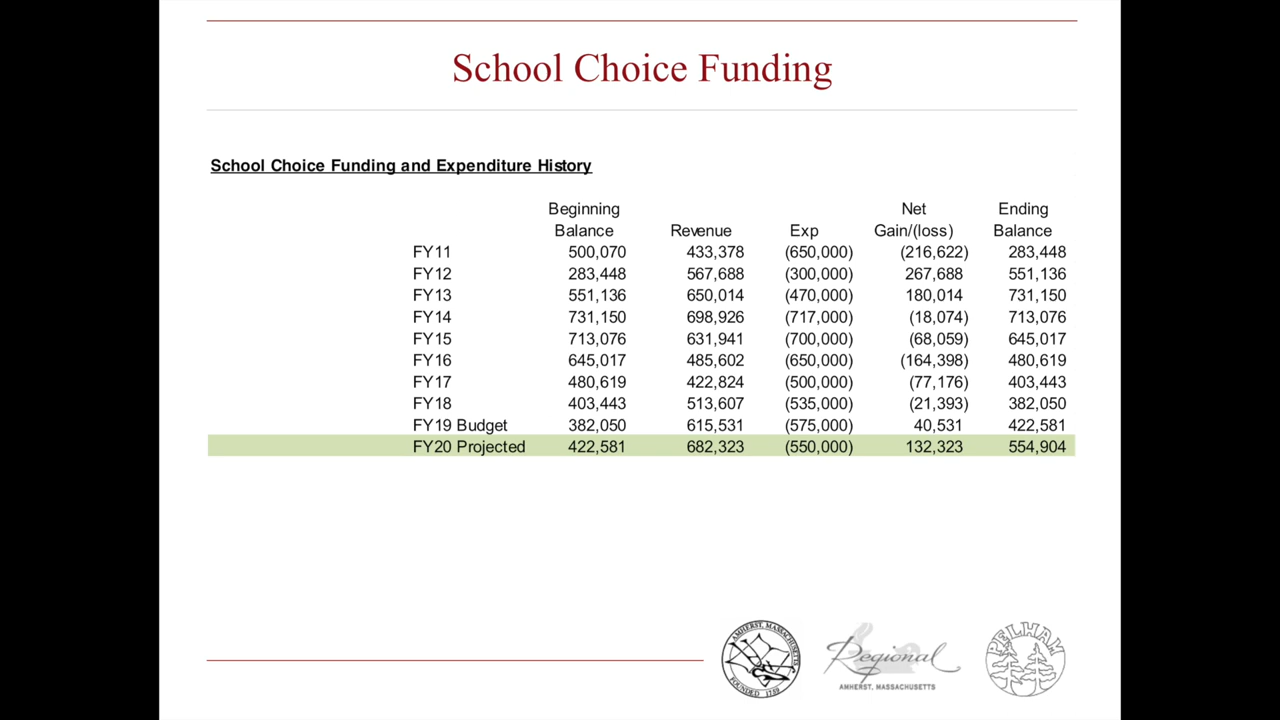 School Choice Funding
School Choice Funding and Expenditure History
Beginning Net Ending
Balance Revenue Exp Gain/(loss) Balance
FY11 500,070 433,378 (650,000) (216,622) 283,448
FY12 283,448 567,688 (300,000) 267,688 551,136
FY13 551,136 650,014 (470,000) 180,014 731,150
FY14 731,150 698,926 (717,000) (18,074) 713,076
FY15 713,076 631,941 (700,000) (68,059) 645,017
FY16 645,017 485,602 (650,000) (164,398) 480,619
FY17 480,619 422,824 (500,000) (77,176) 403,443
FY18 403,443 513,607 (535,000) (21,393) 382,050
FY19 Budget 382,050 615,531 (575,000) 40,531 422,581
FY20 Projected 422,581 682,323 (550,000) 132,323 554,904
AMHERST, MASSACHUSETTS
FOUNDED 1759
Regional
AMHERST, MASSACHUSETTS
PELHAM